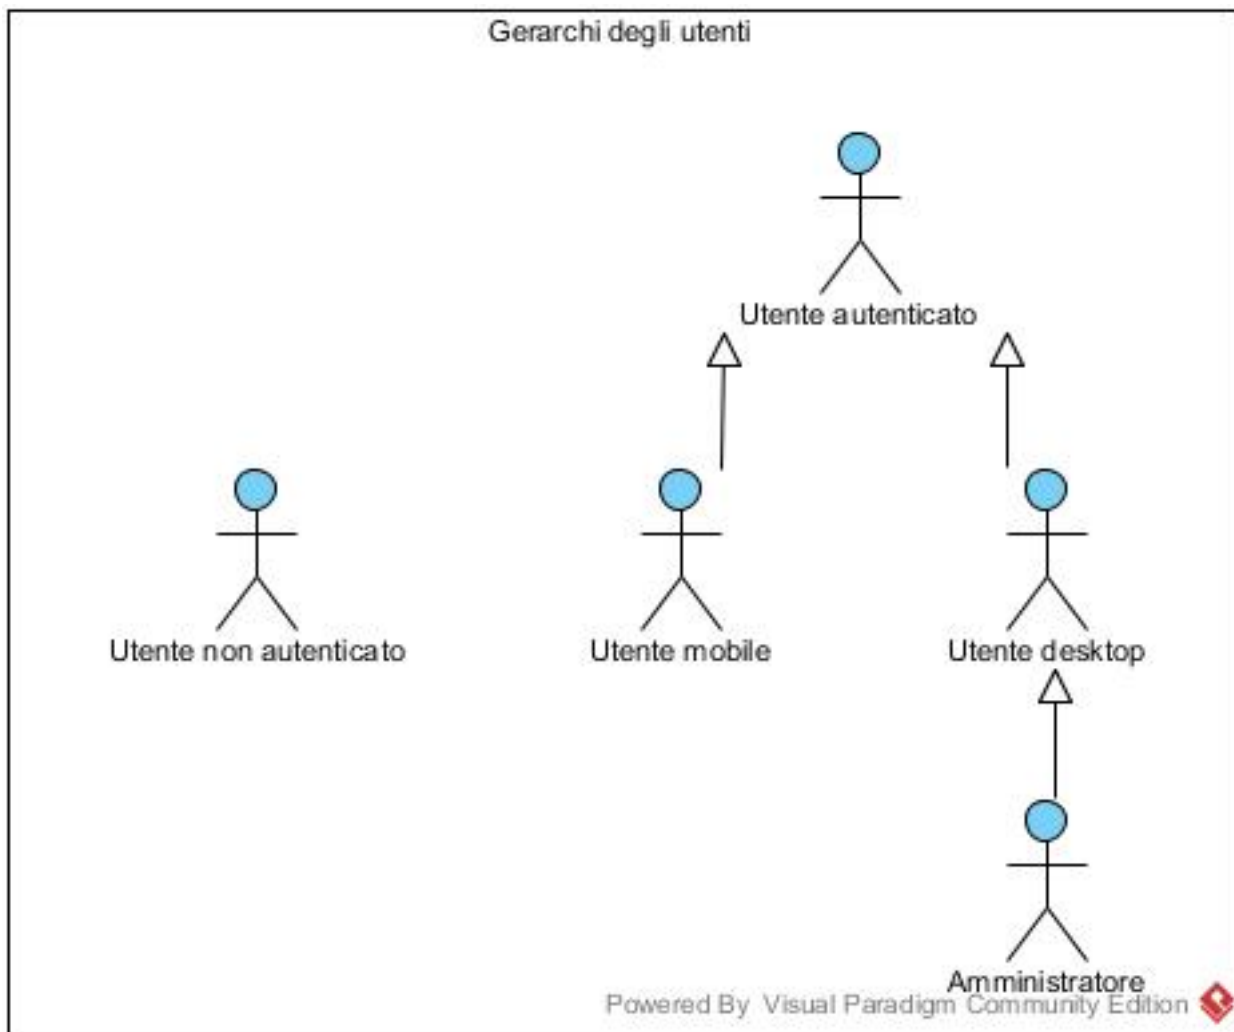 Gerarchi degli utenti
Utente autenticato
Utente non autenticato
Utente mobile
Utente desktop
Amministratore
Powered By Visual Paradigm Community Edition